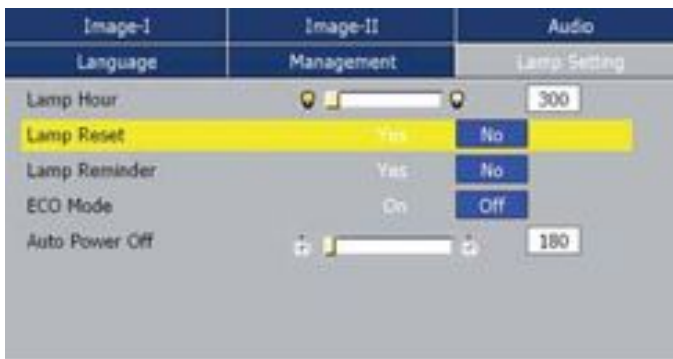 Image-I Image-II Audio
Language Management Lamp Setting
Lamp Hour 300
Lamp Reset Yes No
Lamp Reminder Yes No
ECO Mode On Off
Auto Power Off 180